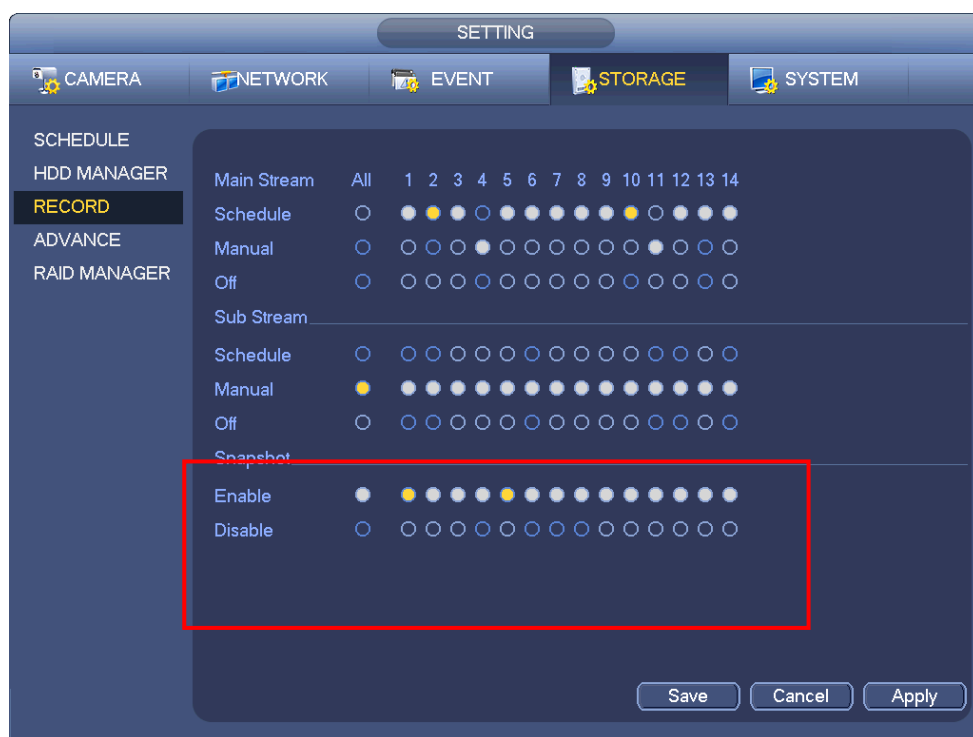 SETTING
CAMERA NETWORK EVENT STORAGE SYSTEM
SCHEDULE
HDD MANAGER
RECORD
ADVANCE
RAID MANAGER
Main Stream All 1 2 3 4 5 6 7 8 9 10 11 12 13 14
Schedule
Manual
Off
Sub Stream
Schedule
Manual
Off
Snapshot
Enable
Disable
Save Cancel Apply